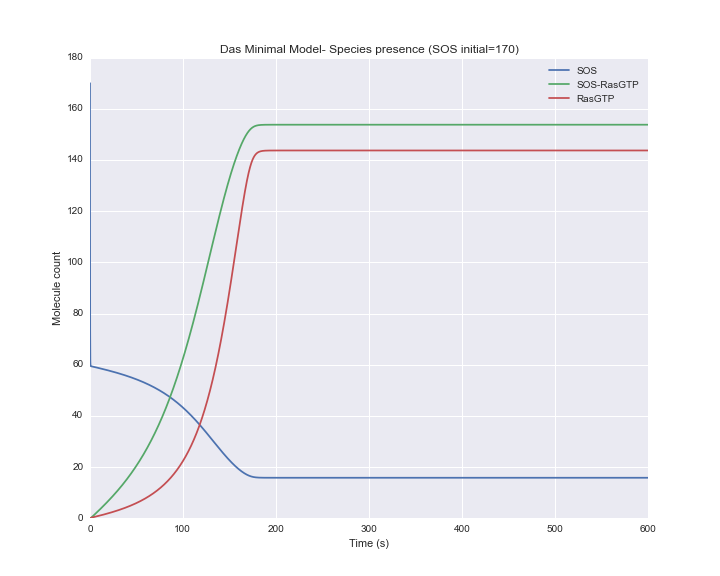 Das Minimal Model- Species presence (SOS initial=170)
SOS
SOS-RasGTP
RasGTP
180
160
140
120
100
80
60
40
20
0
Molecule count
0 100 200 300 400 500 600
Time (s)